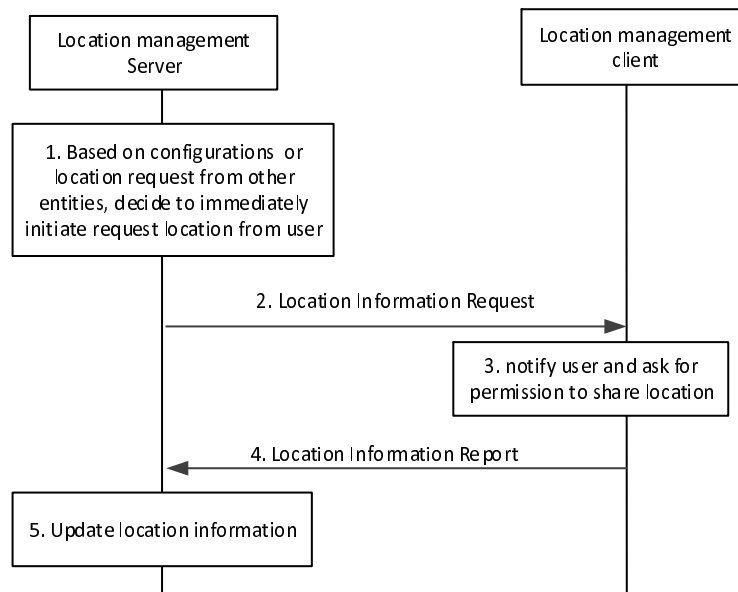 Location management
Server
Location management
client
1. Based on configurations or
location request from other
entities, decide to immediately
initiate request location from user
2. Location Information Request
3. notify user and ask for
permission to share location
4. Location Information Report
5. Update location information